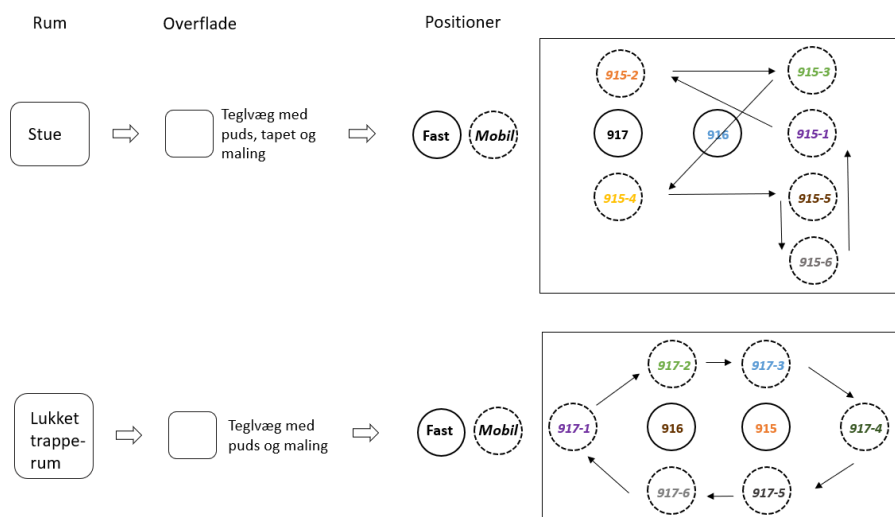 Rum
Overflade
Positioner
Stue
Teglvæg med
puds, tapet og
maling
Fast
Mobil
915-2
915-3
917
916
915-1
915-4
915-5
915-6
Lukket
trappe-
rum
Teglvæg med
puds og maling
Fast
Mobil
917-2
917-3
917-1
916
915
917-4
917-6
917-5